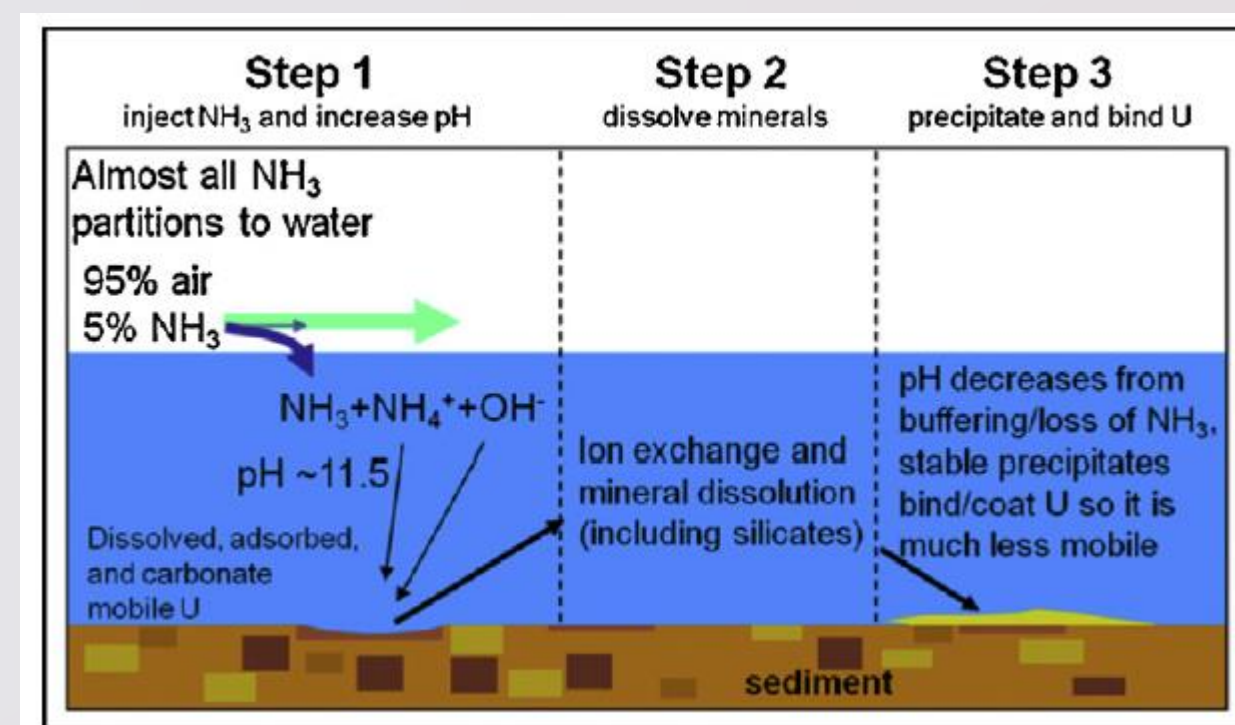 Step 1
inject NH₃ and increase pH
Step 2
dissolve minerals
Step 3
precipitate and bind U
Almost all NH₃
partitions to water
95% air
5% NH₃
NH₃+NH₄⁺+OH⁻
pH ~11.5
Dissolved, adsorbed,
and carbonate
mobile U
Ion exchange and
mineral dissolution
(including silicates)
pH decreases from
buffering/loss of NH₃,
stable precipitates
bind/coat U so it is
much less mobile
sediment